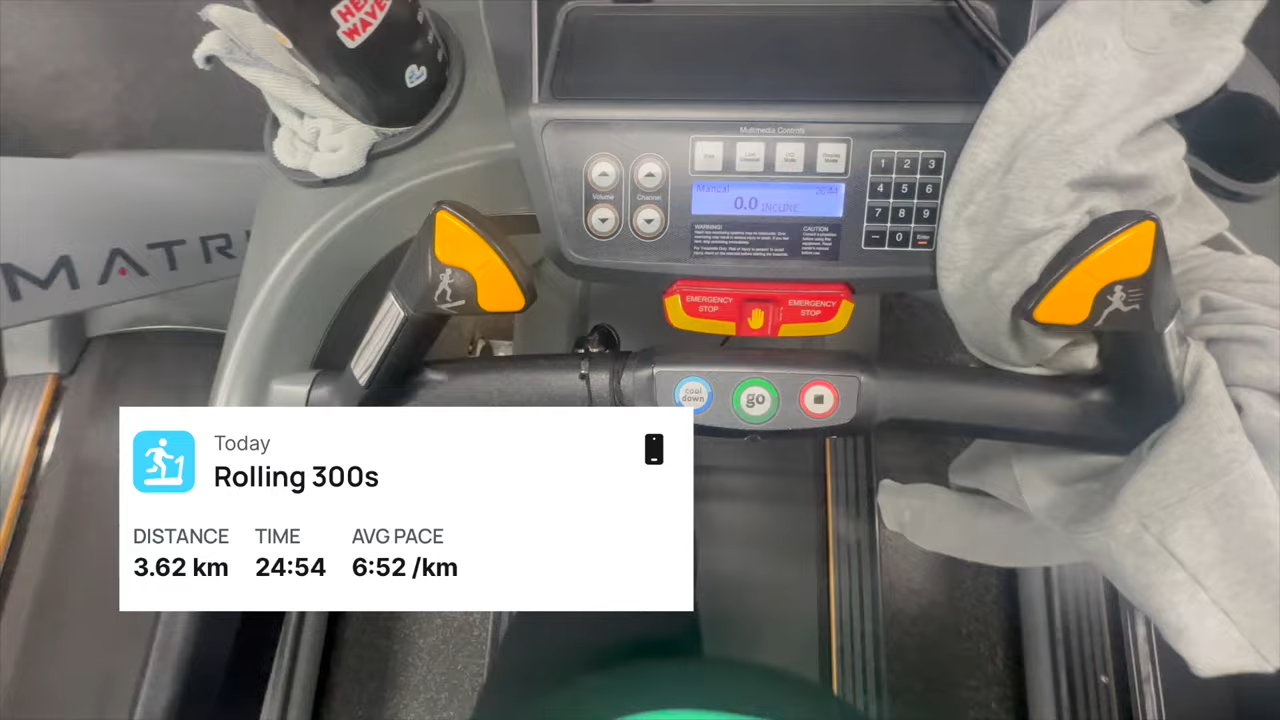 HEAT
WAVE
MATRI
Multimedia Controls
Volume
Channel
Manual 26:44
0.0 INCLINE
1 2 3
4 5 6
7 8 9
- 0 Enter
WARNING!
CAUTION
EMERGENCY
STOP
EMERGENCY
STOP
cool
down
go
Today
Rolling 300s
DISTANCE TIME AVG PACE
3.62 km 24:54 6:52 /km